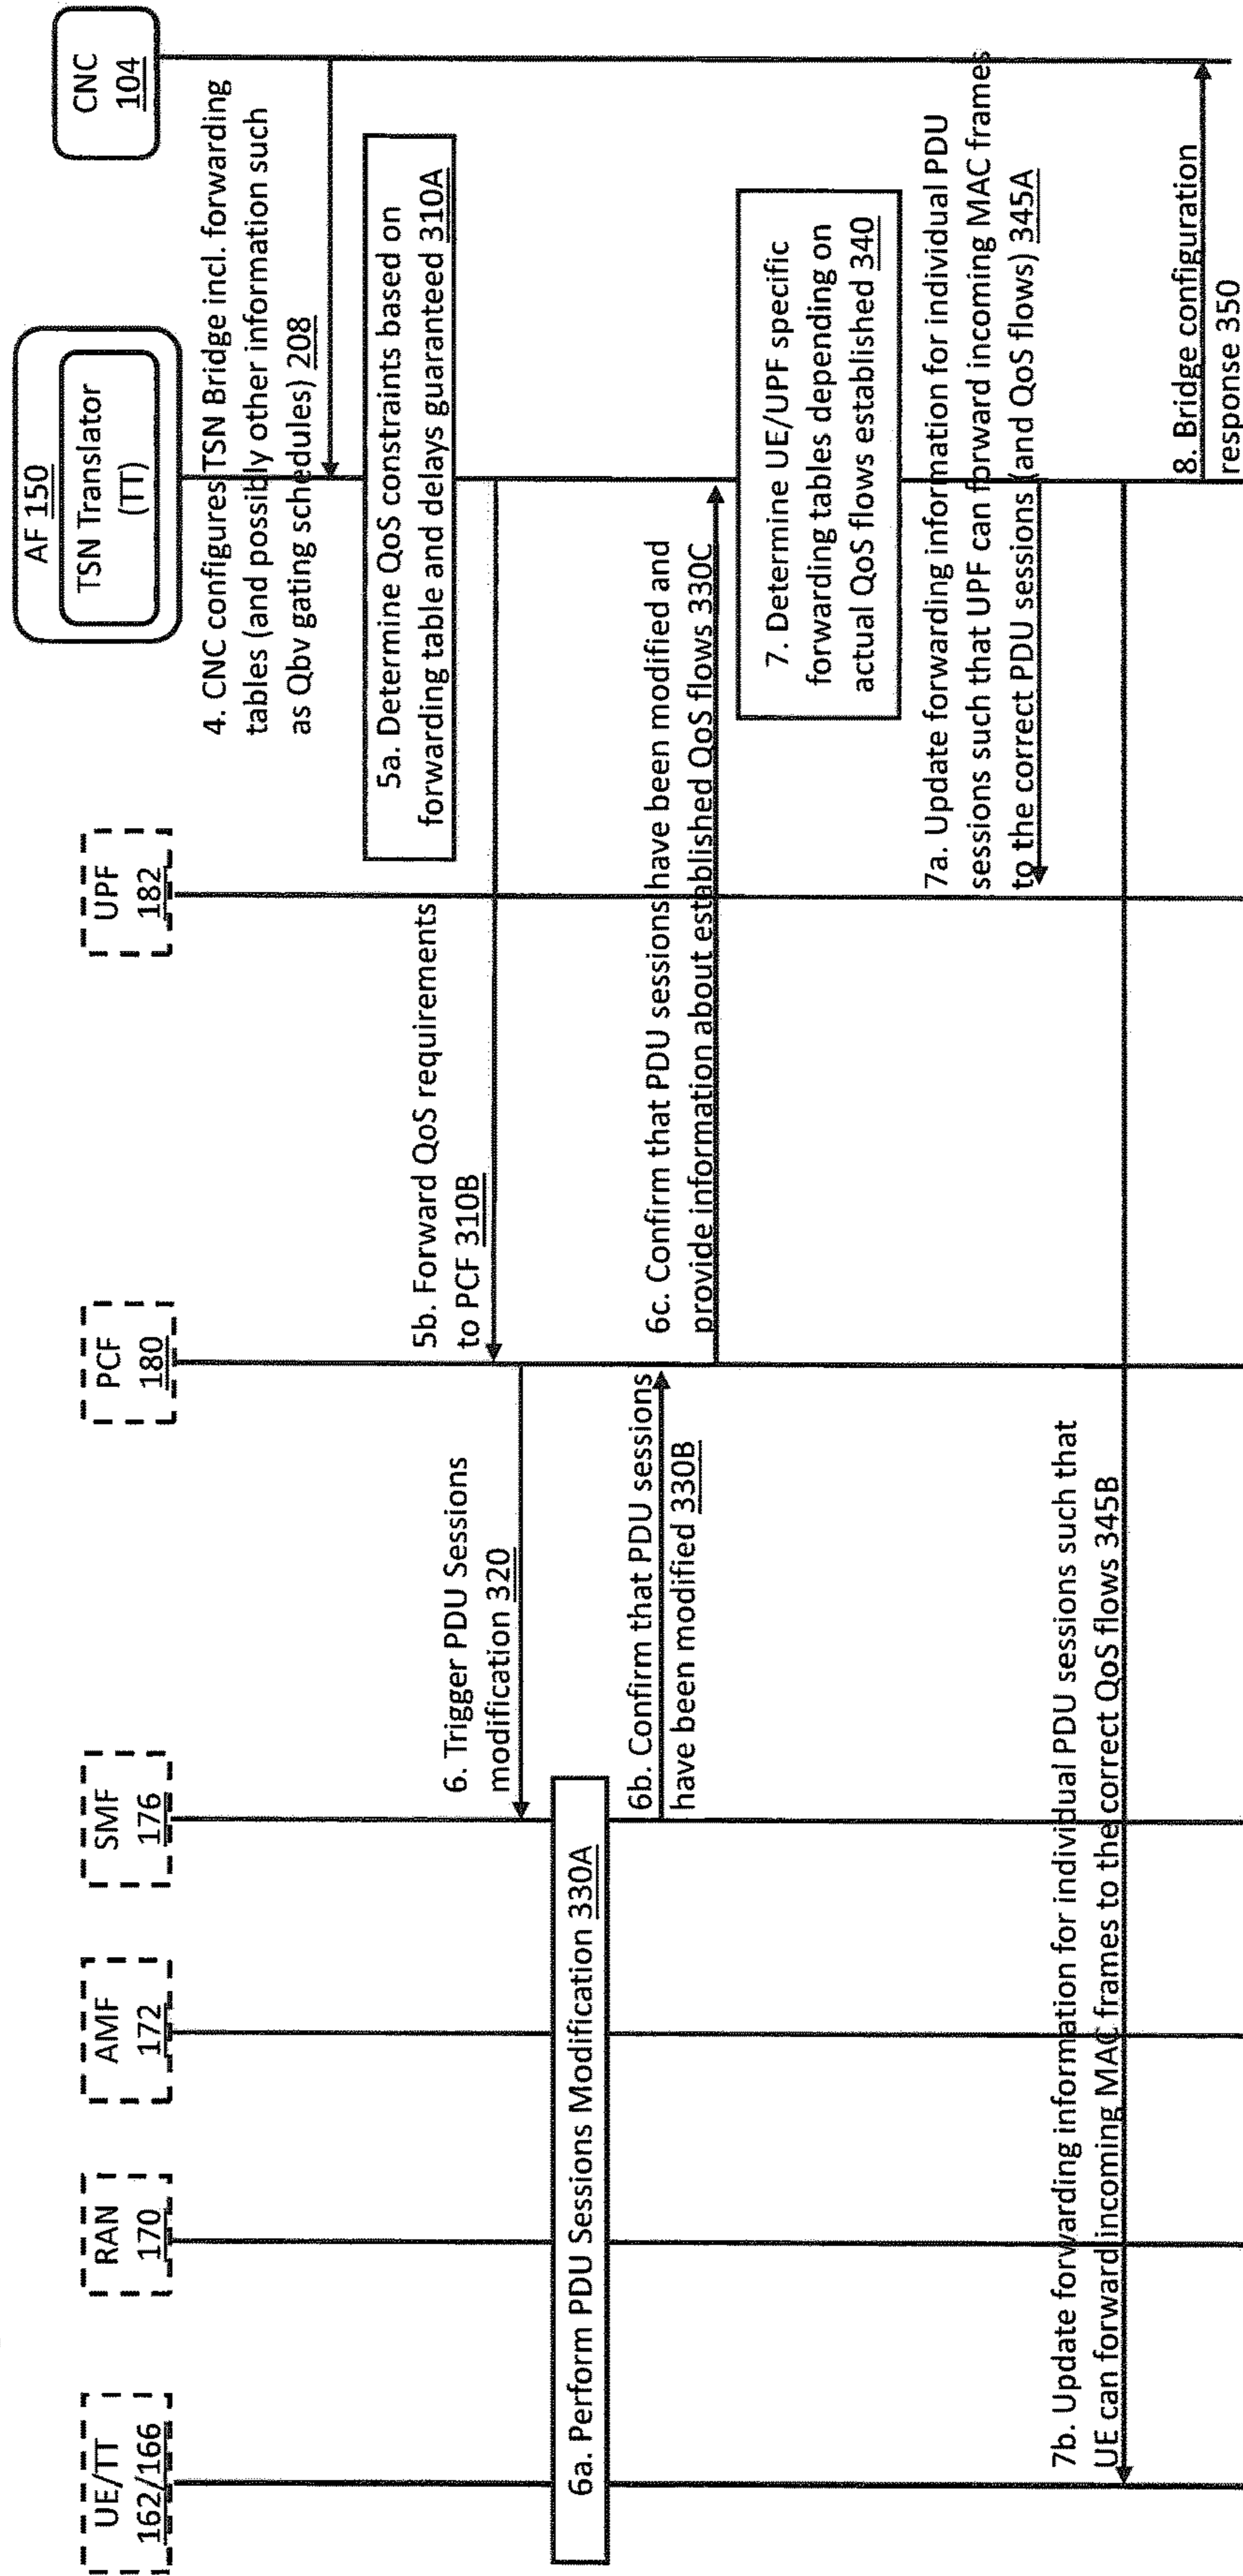 UE/TT
162/166
RAN
170
AMF
172
SMF
176
PCF
180
UPF
182
AF 150
TSN Translator
(TT)
CNC
104
4. CNC configures TSN Bridge incl. forwarding
tables (and possibly other information such
as Qbv gating schedules) 208
5a. Determine QoS constraints based on
forwarding table and delays guaranteed 310A
5b. Forward QoS requirements
to PCF 310B
6. Trigger PDU Sessions
modification 320
6a. Perform PDU Sessions Modification 330A
6b. Confirm that PDU sessions
have been modified 330B
6c. Confirm that PDU sessions have been modified and
provide information about established QoS flows 330C
7. Determine UE/UPF specific
forwarding tables depending on
actual QoS flows established 340
7a. Update forwarding information for individual PDU
sessions such that UPF can forward incoming MAC frames
to the correct PDU sessions (and QoS flows) 345A
7b. Update forwarding information for individual PDU sessions such that
UE can forward incoming MAC frames to the correct QoS flows 345B
8. Bridge configuration
response 350